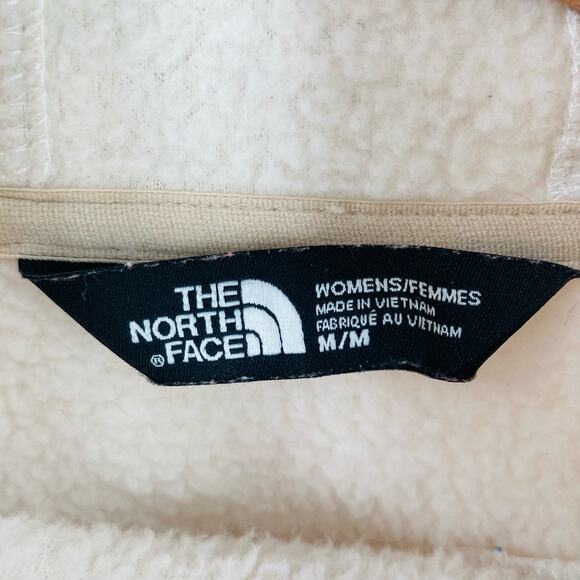 THE
NORTH
FACE®
WOMENS/FEMMES
MADE IN VIETNAM
FABRIQUÉ AU VIETNAM
M/M